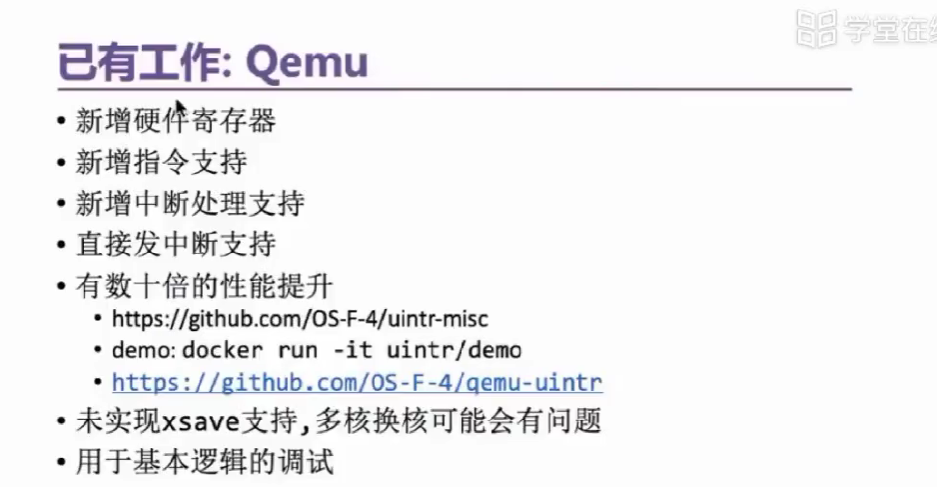 学堂在线
已有工作: Qemu
• 新增硬件寄存器
• 新增指令支持
• 新增中断处理支持
• 直接发中断支持
• 有数十倍的性能提升
• https://github.com/OS-F-4/uintr-misc
• demo: docker run -it uintr/demo
• https://github.com/OS-F-4/qemu-uintr
• 未实现xsave支持,多核换核可能会有问题
• 用于基本逻辑的调试